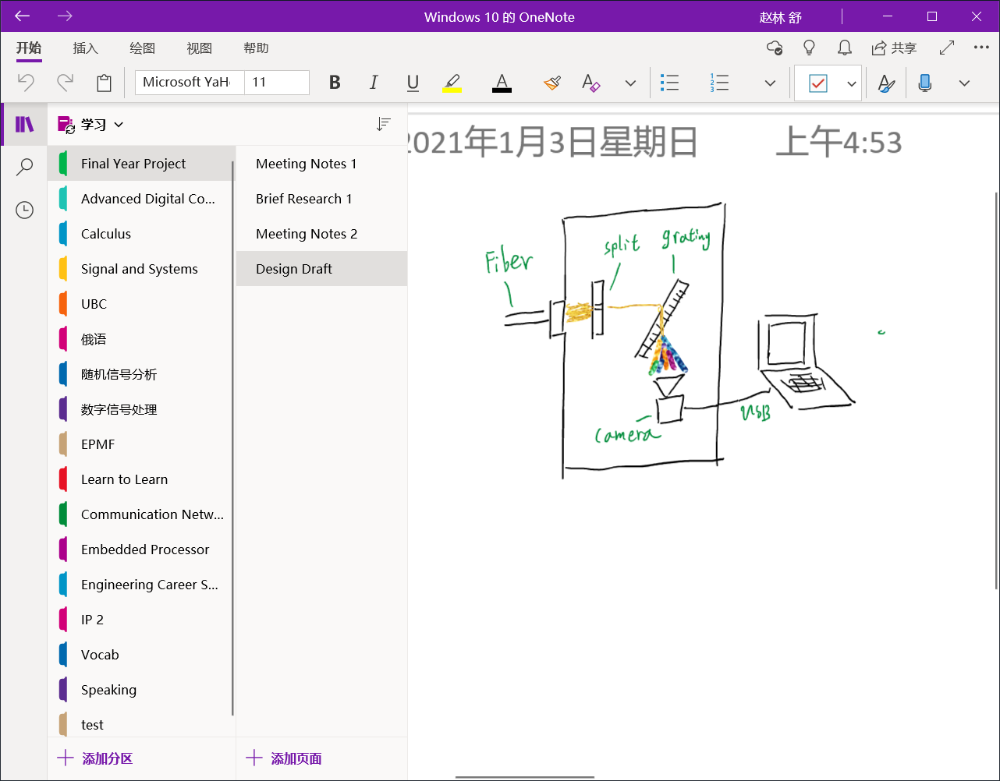 Windows 10 的 OneNote
赵林 舒
开始 插入 绘图 视图 帮助
共享
Microsoft YaHe 11
B I U A A
学习
Final Year Project
Advanced Digital Co...
Calculus
Signal and Systems
UBC
俄语
随机信号分析
数字信号处理
EPMF
Learn to Learn
Communication Netw...
Embedded Processor
Engineering Career S...
IP 2
Vocab
Speaking
test
添加分区
Meeting Notes 1
Brief Research 1
Meeting Notes 2
Design Draft
添加页面
2021年1月3日星期日 上午4:53
Fiber
split
grating
camera
USB